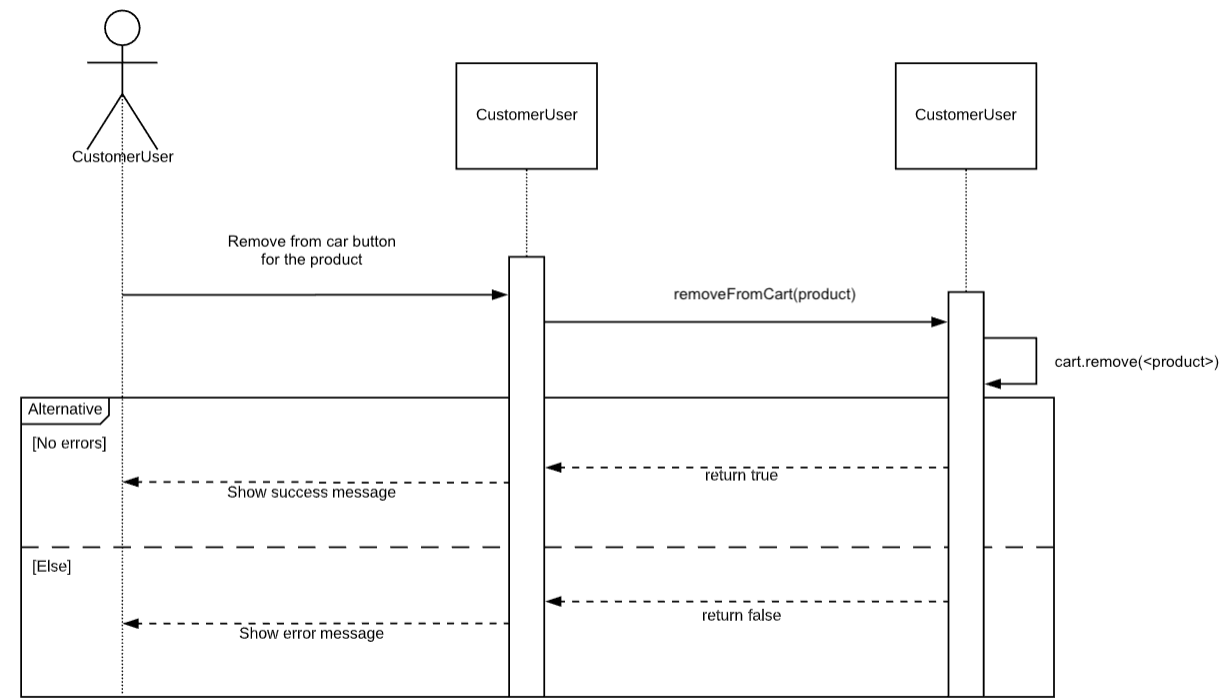 CustomerUser
CustomerUser
CustomerUser
Remove from car button
for the product
removeFromCart(product)
cart.remove(<product>)
Alternative
[No errors]
return true
Show success message
[Else]
return false
Show error message